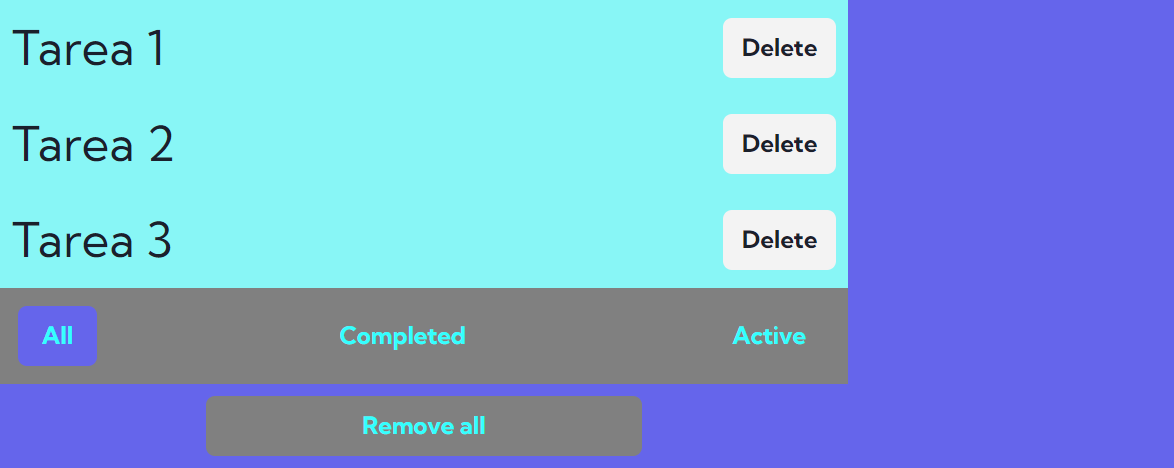 Tarea 1 Delete
Tarea 2 Delete
Tarea 3 Delete
All Completed Active
Remove all